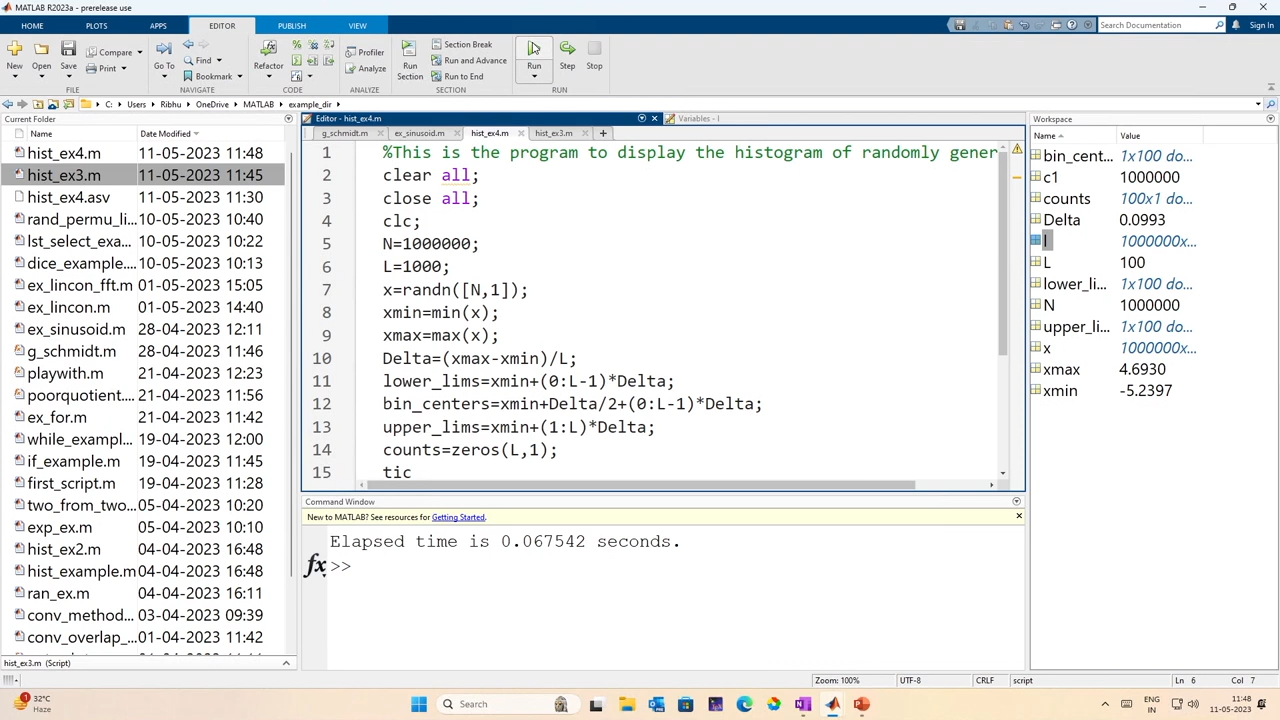 MATLAB R2023a - prerelease use
HOME PLOTS APPS EDITOR PUBLISH VIEW Search Documentation Sign In
New Open Save Compare Print Go To Find Bookmark Refactor Profiler Analyze Run Section Section Break Run and Advance Run to End Run Step Stop
FILE NAVIGATE CODE ANALYZE SECTION RUN
C: Users Ribhu OneDrive MATLAB example_dir
Current Folder
Name Date Modified
hist_ex4.m 11-05-2023 11:48
hist_ex3.m 11-05-2023 11:45
hist_ex4.asv 11-05-2023 11:30
rand_permu_li... 10-05-2023 10:40
lst_select_exa... 10-05-2023 10:22
dice_example.... 10-05-2023 10:13
ex_lincon_fft.m 01-05-2023 15:05
ex_lincon.m 01-05-2023 14:40
ex_sinusoid.m 28-04-2023 12:11
g_schmidt.m 28-04-2023 11:46
playwith.m 21-04-2023 12:23
poorquotient.... 21-04-2023 11:56
ex_for.m 21-04-2023 11:42
while_exampl... 19-04-2023 12:00
if_example.m 19-04-2023 11:45
first_script.m 19-04-2023 11:28
two_from_two... 05-04-2023 10:20
exp_ex.m 05-04-2023 10:10
hist_ex2.m 04-04-2023 16:48
hist_example.m 04-04-2023 16:48
ran_ex.m 04-04-2023 16:11
conv_method... 03-04-2023 09:39
conv_overlap_... 01-04-2023 11:42
hist_ex3.m (Script)
Editor - hist_ex4.m Variables - I
g_schmidt.m ex_sinusoid.m hist_ex4.m hist_ex3.m
1 %This is the program to display the histogram of randomly gener
2 clear all;
3 close all;
4 clc;
5 N=1000000;
6 L=1000;
7 x=randn([N,1]);
8 xmin=min(x);
9 xmax=max(x);
10 Delta=(xmax-xmin)/L;
11 lower_lims=xmin+(0:L-1)*Delta;
12 bin_centers=xmin+Delta/2+(0:L-1)*Delta;
13 upper_lims=xmin+(1:L)*Delta;
14 counts=zeros(L,1);
15 tic
Command Window
New to MATLAB? See resources for Getting Started.
Elapsed time is 0.067542 seconds.
fx >>
Workspace
Name Value
bin_cent... 1x100 do...
c1 1000000
counts 100x1 do...
Delta 0.0993
I 1000000x...
L 100
lower_li... 1x100 do...
N 1000000
upper_li... 1x100 do...
x 1000000x...
xmax 4.6930
xmin -5.2397
Zoom: 100% UTF-8 CRLF script Ln 6 Col 7
32°C
Haze
Search
ENG
IN
11:48
11-05-2023